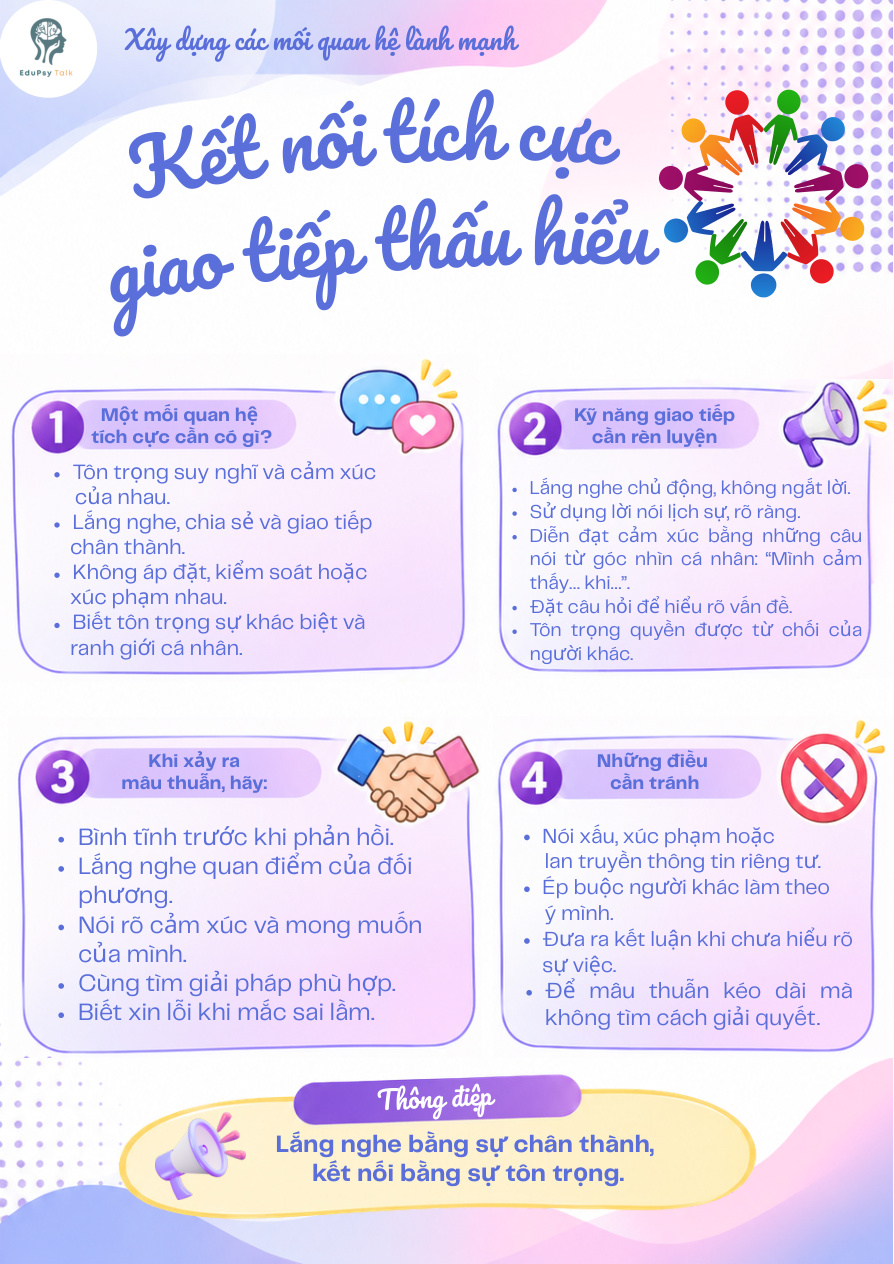 EduPsy Talk
Xây dựng các mối quan hệ lành mạnh
Kết nối tích cực
giao tiếp thấu hiểu
1
Một mối quan hệ
tích cực cần có gì?
• Tôn trọng suy nghĩ và cảm xúc
của nhau.
• Lắng nghe, chia sẻ và giao tiếp
chân thành.
• Không áp đặt, kiểm soát hoặc
xúc phạm nhau.
• Biết tôn trọng sự khác biệt và
ranh giới cá nhân.
2
Kỹ năng giao tiếp
cần rèn luyện
• Lắng nghe chủ động, không ngắt lời.
• Sử dụng lời nói lịch sự, rõ ràng.
• Diễn đạt cảm xúc bằng những câu
nói từ góc nhìn cá nhân: “Mình cảm
thấy... khi...”.
• Đặt câu hỏi để hiểu rõ vấn đề.
• Tôn trọng quyền được từ chối của
người khác.
3
Khi xảy ra
mâu thuẫn, hãy:
• Bình tĩnh trước khi phản hồi.
• Lắng nghe quan điểm của đối
phương.
• Nói rõ cảm xúc và mong muốn
của mình.
• Cùng tìm giải pháp phù hợp.
• Biết xin lỗi khi mắc sai lầm.
4
Những điều
cần tránh
• Nói xấu, xúc phạm hoặc
lan truyền thông tin riêng tư.
• Ép buộc người khác làm theo
ý mình.
• Đưa ra kết luận khi chưa hiểu rõ
sự việc.
• Để mâu thuẫn kéo dài mà
không tìm cách giải quyết.
Thông điệp
Lắng nghe bằng sự chân thành,
kết nối bằng sự tôn trọng.